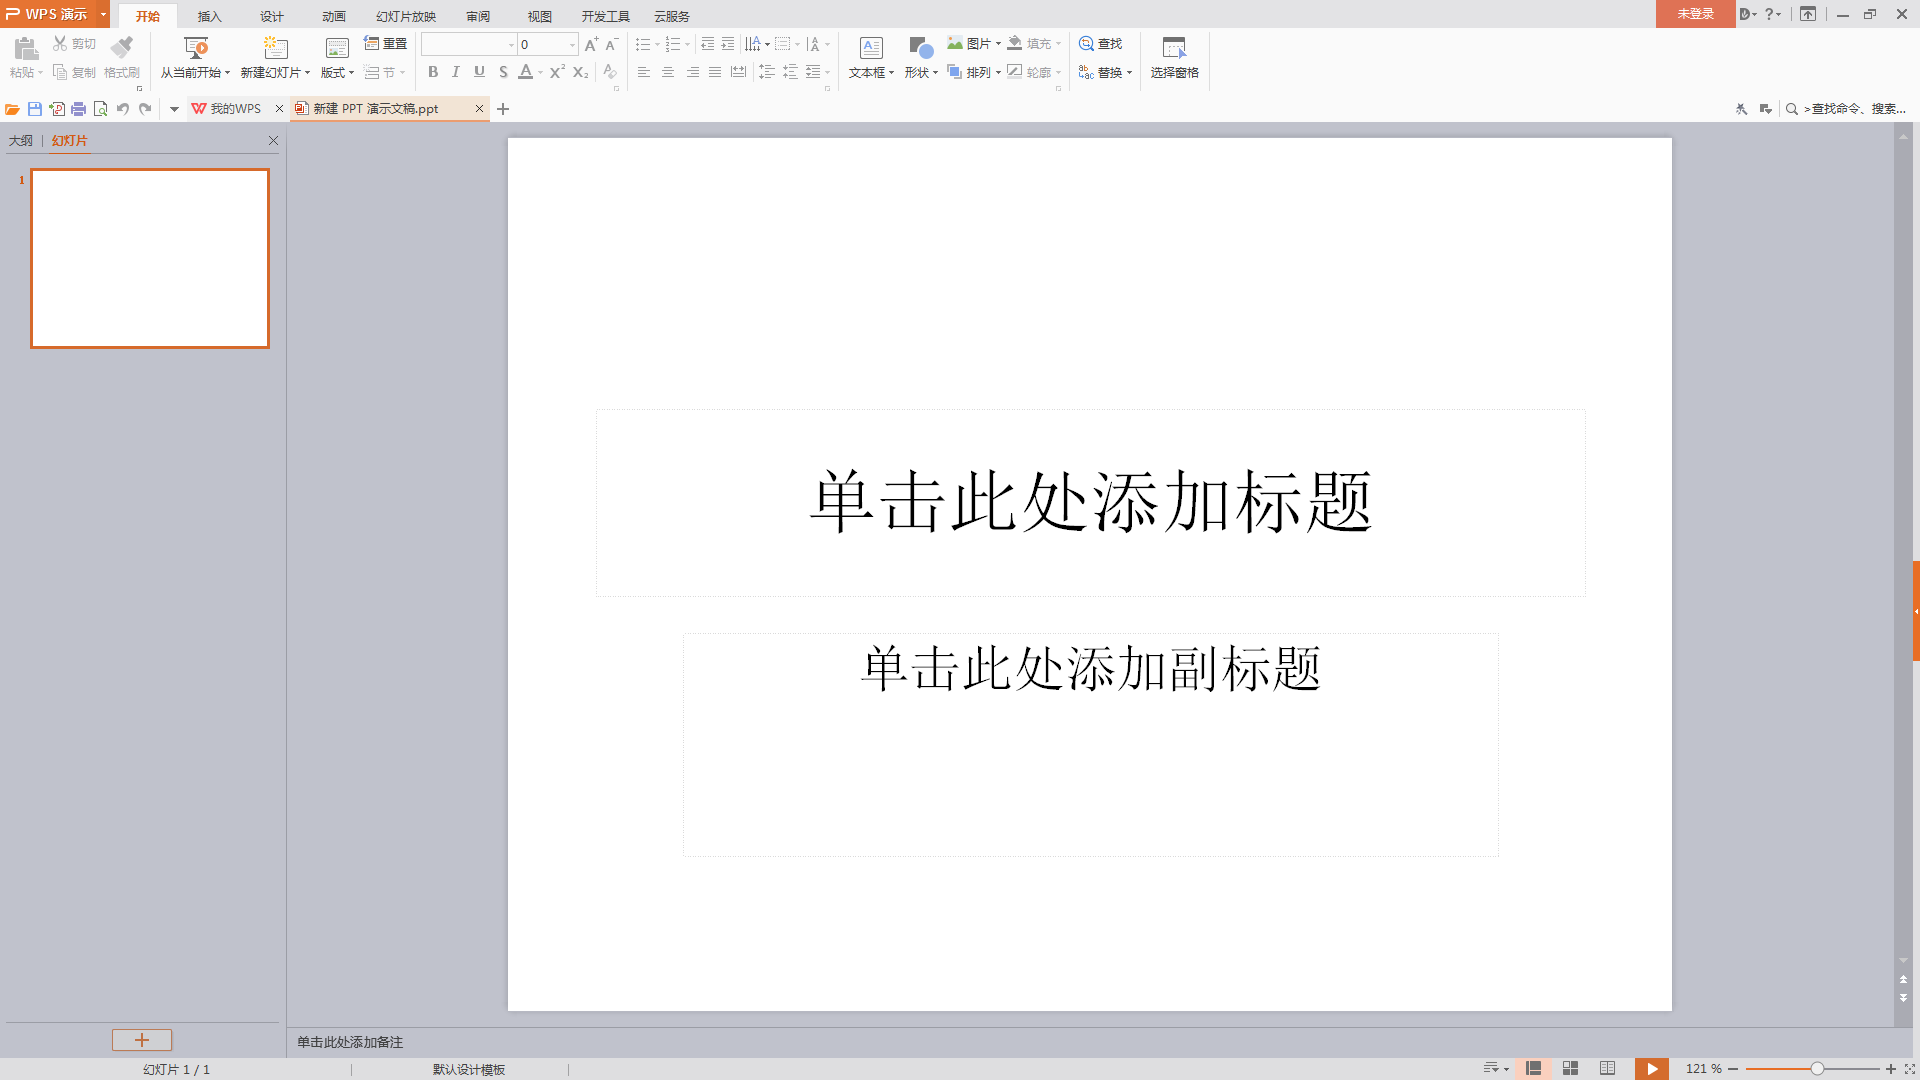 WPS 演示
开始 插入 设计 动画 幻灯片放映 审阅 视图 开发工具 云服务 未登录
剪切 重置 0 图片 填充 查找
粘贴 复制 格式刷 从当前开始 新建幻灯片 版式 节 B I U S A X² X₂ 文本框 形状 排列 轮廓 替换 选择窗格
我的WPS 新建 PPT 演示文稿.ppt >查找命令、搜索...
大纲 幻灯片
1
单击此处添加标题
单击此处添加副标题
单击此处添加备注
幻灯片 1 / 1 默认设计模板 121 %